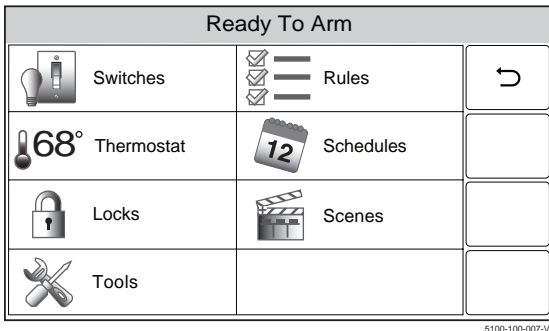 Ready To Arm
Switches
Rules
68° Thermostat
12 Schedules
Locks
Scenes
Tools
5100-100-007-V